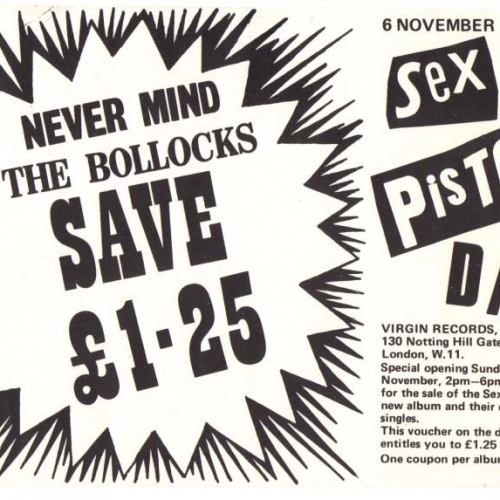 NEVER MIND
THE BOLLOCKS
SAVE
£1·25
6 NOVEMBER
SEX
PiST
D
VIRGIN RECORDS,
130 Notting Hill Gate
London, W.11.
Special opening Sund
November, 2pm—6pm
for the sale of the Sex
new album and their
singles.
This voucher on the d
entitles you to £1.25
One coupon per albu